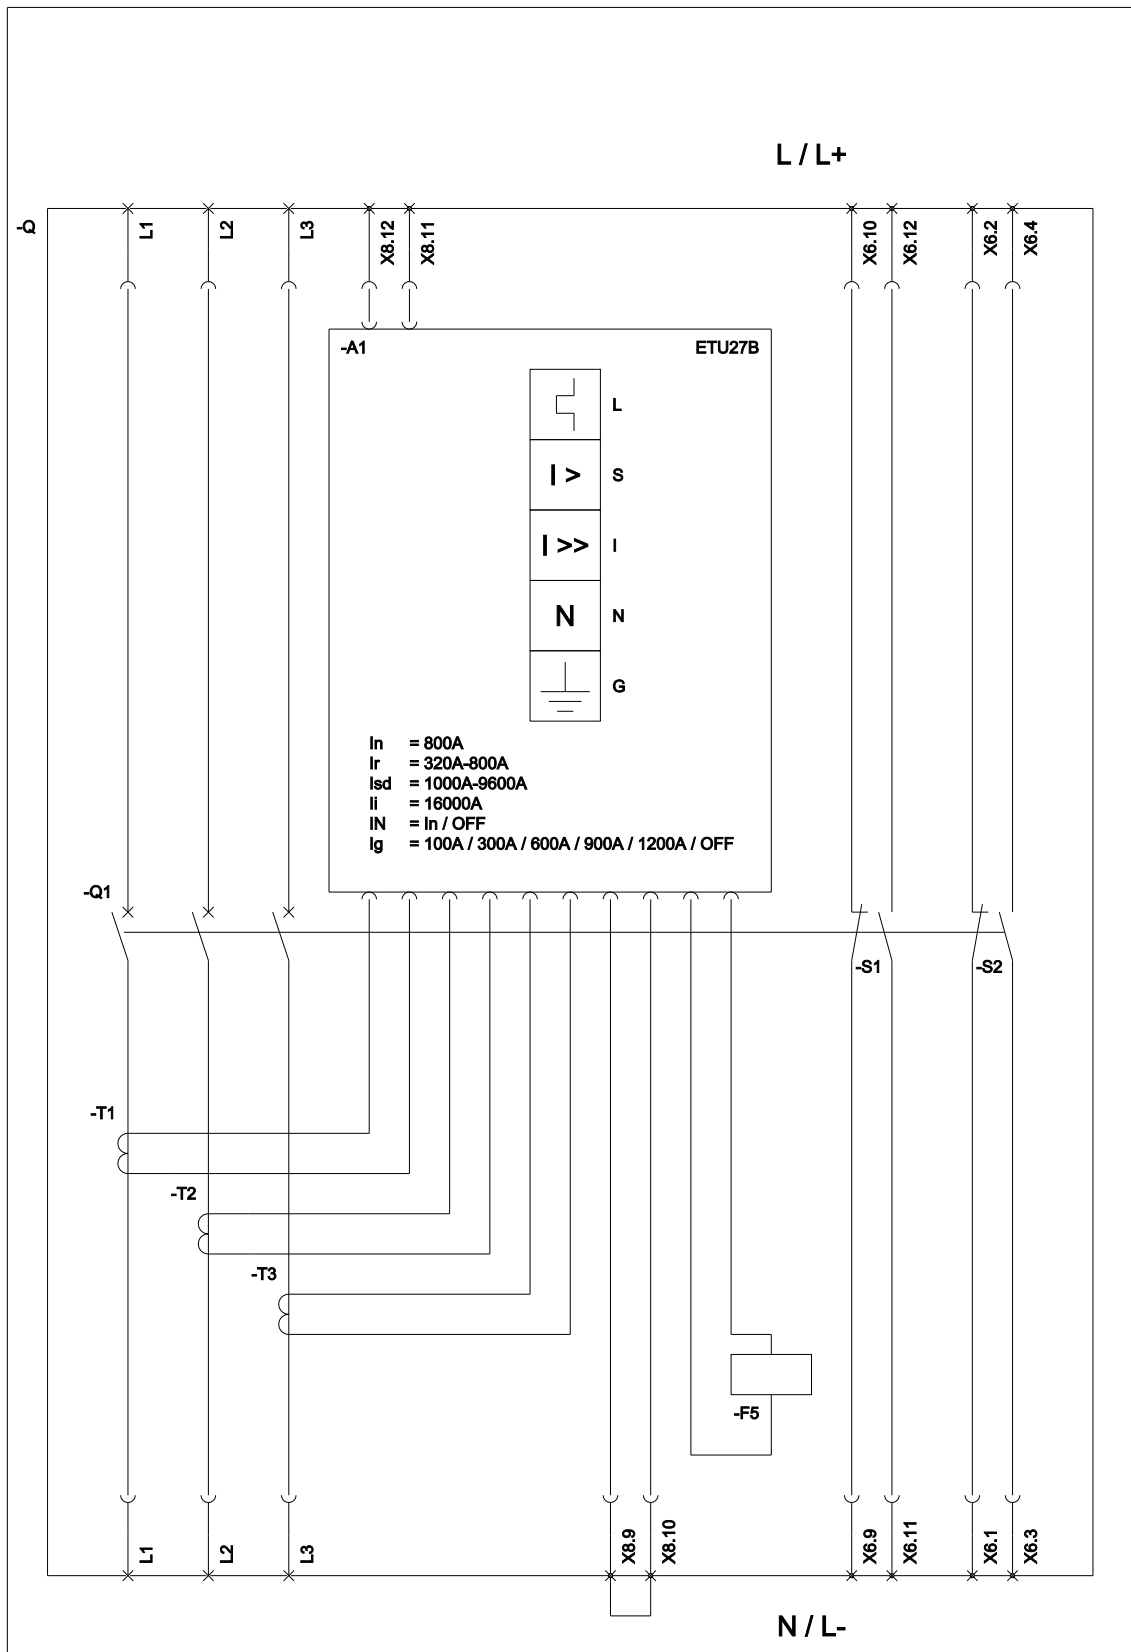 L / L+
-Q
L1
L2
L3
X8.12
X8.11
X6.10
X6.12
X6.2
X6.4
-A1
ETU27B
L
I >
S
I >>
I
N
N
G
In = 800A
Ir = 320A-800A
Isd = 1000A-9600A
Ii = 16000A
IN = In / OFF
Ig = 100A / 300A / 600A / 900A / 1200A / OFF
-Q1
-S1
-S2
-T1
-T2
-T3
-F5
L1
L2
L3
X8.9
X8.10
X6.9
X6.11
X6.1
X6.3
N / L-